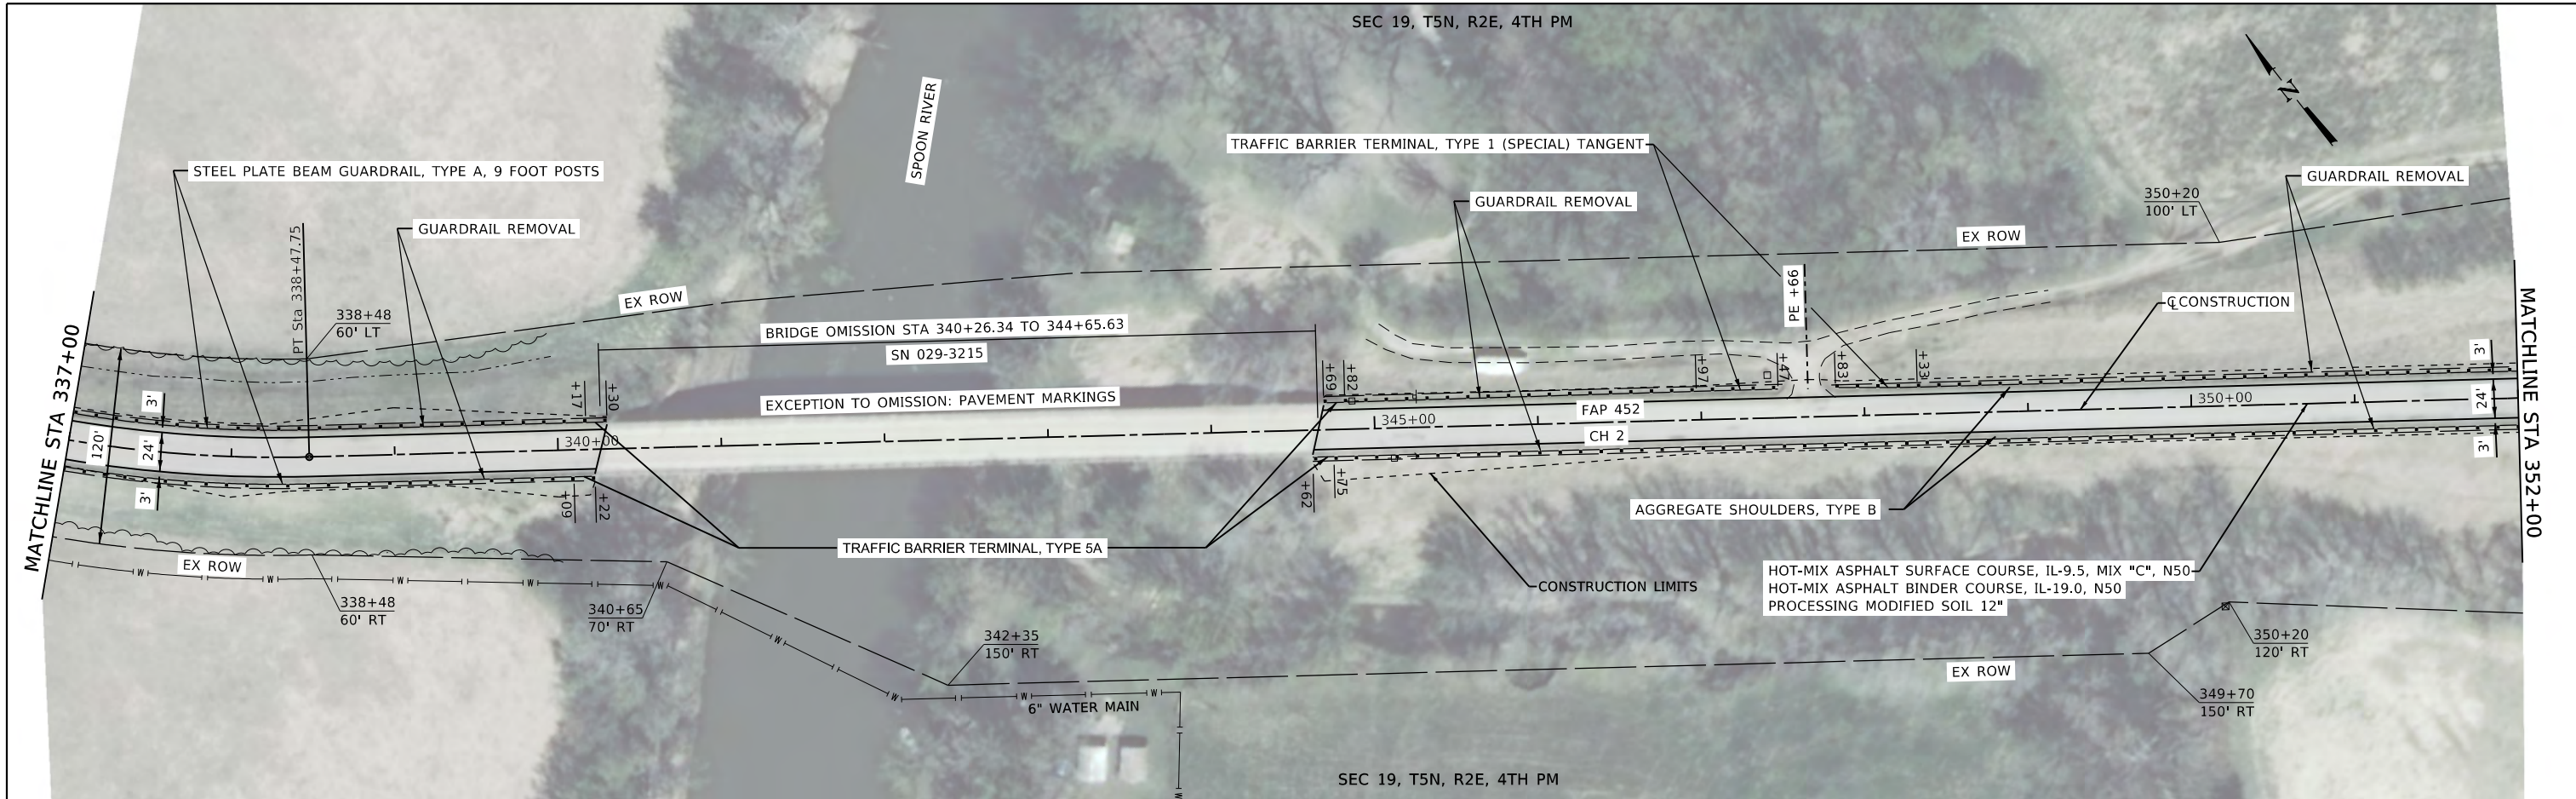 SEC 19, T5N, R2E, 4TH PM
SPOON RIVER
N
TRAFFIC BARRIER TERMINAL, TYPE 1 (SPECIAL) TANGENT
STEEL PLATE BEAM GUARDRAIL, TYPE A, 9 FOOT POSTS
GUARDRAIL REMOVAL
350+20
100' LT
GUARDRAIL REMOVAL
GUARDRAIL REMOVAL
EX ROW
PT Sta 338+47.75
338+48
60' LT
EX ROW
PE +66
℄ CONSTRUCTION
BRIDGE OMISSION STA 340+26.34 TO 344+65.63
SN 029-3215
EXCEPTION TO OMISSION: PAVEMENT MARKINGS
MATCHLINE STA 337+00
120'
3'
24'
3'
+17
+30
340+00
+09
+22
+69
+82
+62
+75
345+00
+97
+47
+83
+33
FAP 452
CH 2
350+00
3'
24'
3'
MATCHLINE STA 352+00
AGGREGATE SHOULDERS, TYPE B
TRAFFIC BARRIER TERMINAL, TYPE 5A
EX ROW
W W W W W W W W W W
338+48
60' RT
340+65
70' RT
CONSTRUCTION LIMITS
HOT-MIX ASPHALT SURFACE COURSE, IL-9.5, MIX "C", N50
HOT-MIX ASPHALT BINDER COURSE, IL-19.0, N50
PROCESSING MODIFIED SOIL 12"
342+35
150' RT
350+20
120' RT
EX ROW
349+70
150' RT
6" WATER MAIN
SEC 19, T5N, R2E, 4TH PM